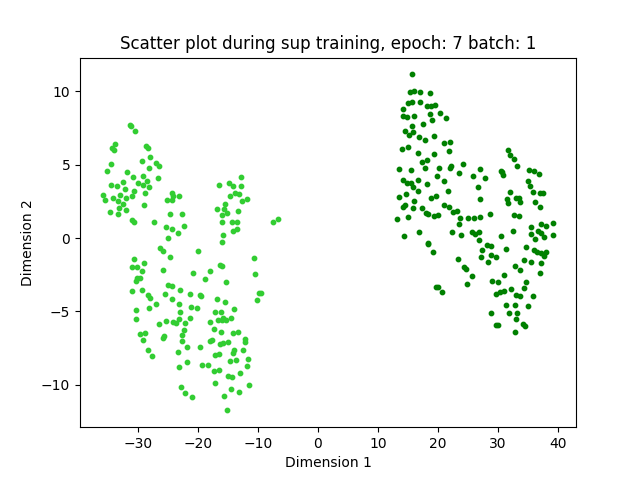 Scatter plot during sup training, epoch: 7 batch: 1
10
5
0
−5
−10
Dimension 2
−30 −20 −10 0 10 20 30 40
Dimension 1